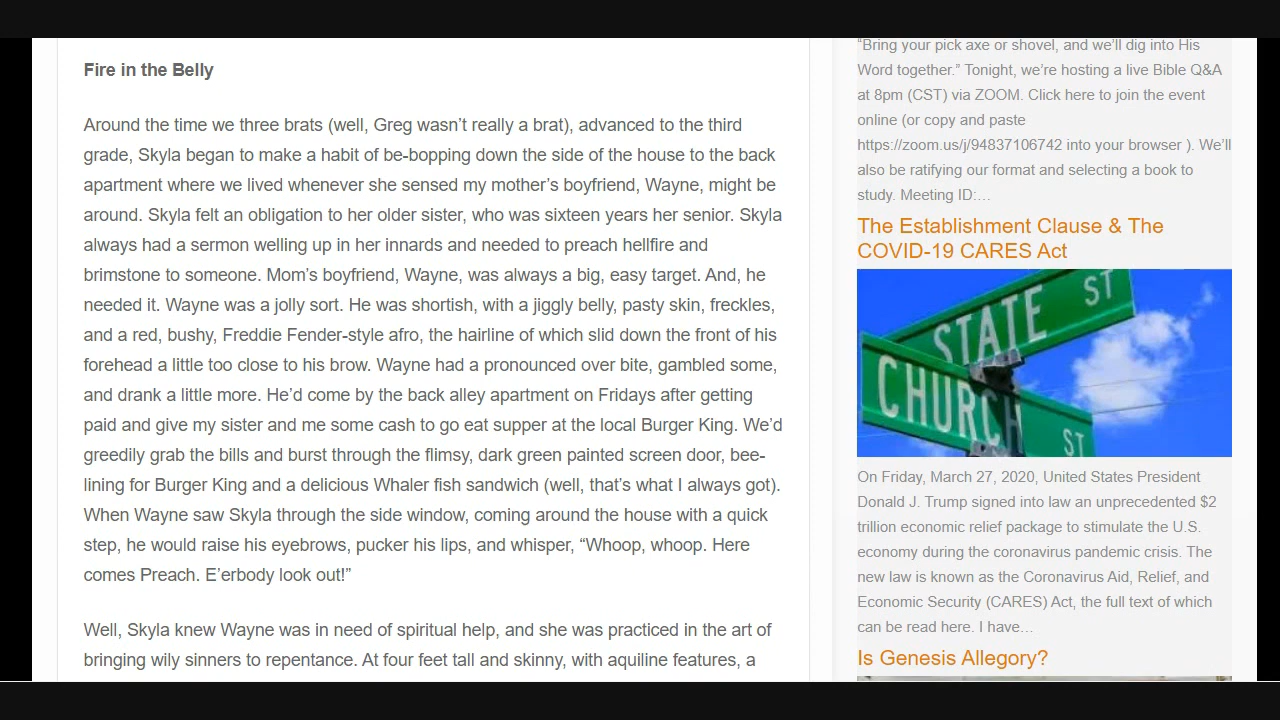 Fire in the Belly
Around the time we three brats (well, Greg wasn’t really a brat), advanced to the third
grade, Skyla began to make a habit of be-bopping down the side of the house to the back
apartment where we lived whenever she sensed my mother’s boyfriend, Wayne, might be
around. Skyla felt an obligation to her older sister, who was sixteen years her senior. Skyla
always had a sermon welling up in her innards and needed to preach hellfire and
brimstone to someone. Mom’s boyfriend, Wayne, was always a big, easy target. And, he
needed it. Wayne was a jolly sort. He was shortish, with a jiggly belly, pasty skin, freckles,
and a red, bushy, Freddie Fender-style afro, the hairline of which slid down the front of his
forehead a little too close to his brow. Wayne had a pronounced over bite, gambled some,
and drank a little more. He’d come by the back alley apartment on Fridays after getting
paid and give my sister and me some cash to go eat supper at the local Burger King. We’d
greedily grab the bills and burst through the flimsy, dark green painted screen door, bee-
lining for Burger King and a delicious Whaler fish sandwich (well, that’s what I always got).
When Wayne saw Skyla through the side window, coming around the house with a quick
step, he would raise his eyebrows, pucker his lips, and whisper, “Whoop, whoop. Here
comes Preach. E’erbody look out!”
Well, Skyla knew Wayne was in need of spiritual help, and she was practiced in the art of
bringing wily sinners to repentance. At four feet tall and skinny, with aquiline features, a
“Bring your pick axe or shovel, and we’ll dig into His
Word together.” Tonight, we’re hosting a live Bible Q&A
at 8pm (CST) via ZOOM. Click here to join the event
online (or copy and paste
https://zoom.us/j/94837106742 into your browser ). We’ll
also be ratifying our format and selecting a book to
study. Meeting ID:…
The Establishment Clause & The
COVID-19 CARES Act
STATE ST
CHURCH ST
On Friday, March 27, 2020, United States President
Donald J. Trump signed into law an unprecedented $2
trillion economic relief package to stimulate the U.S.
economy during the coronavirus pandemic crisis. The
new law is known as the Coronavirus Aid, Relief, and
Economic Security (CARES) Act, the full text of which
can be read here. I have…
Is Genesis Allegory?